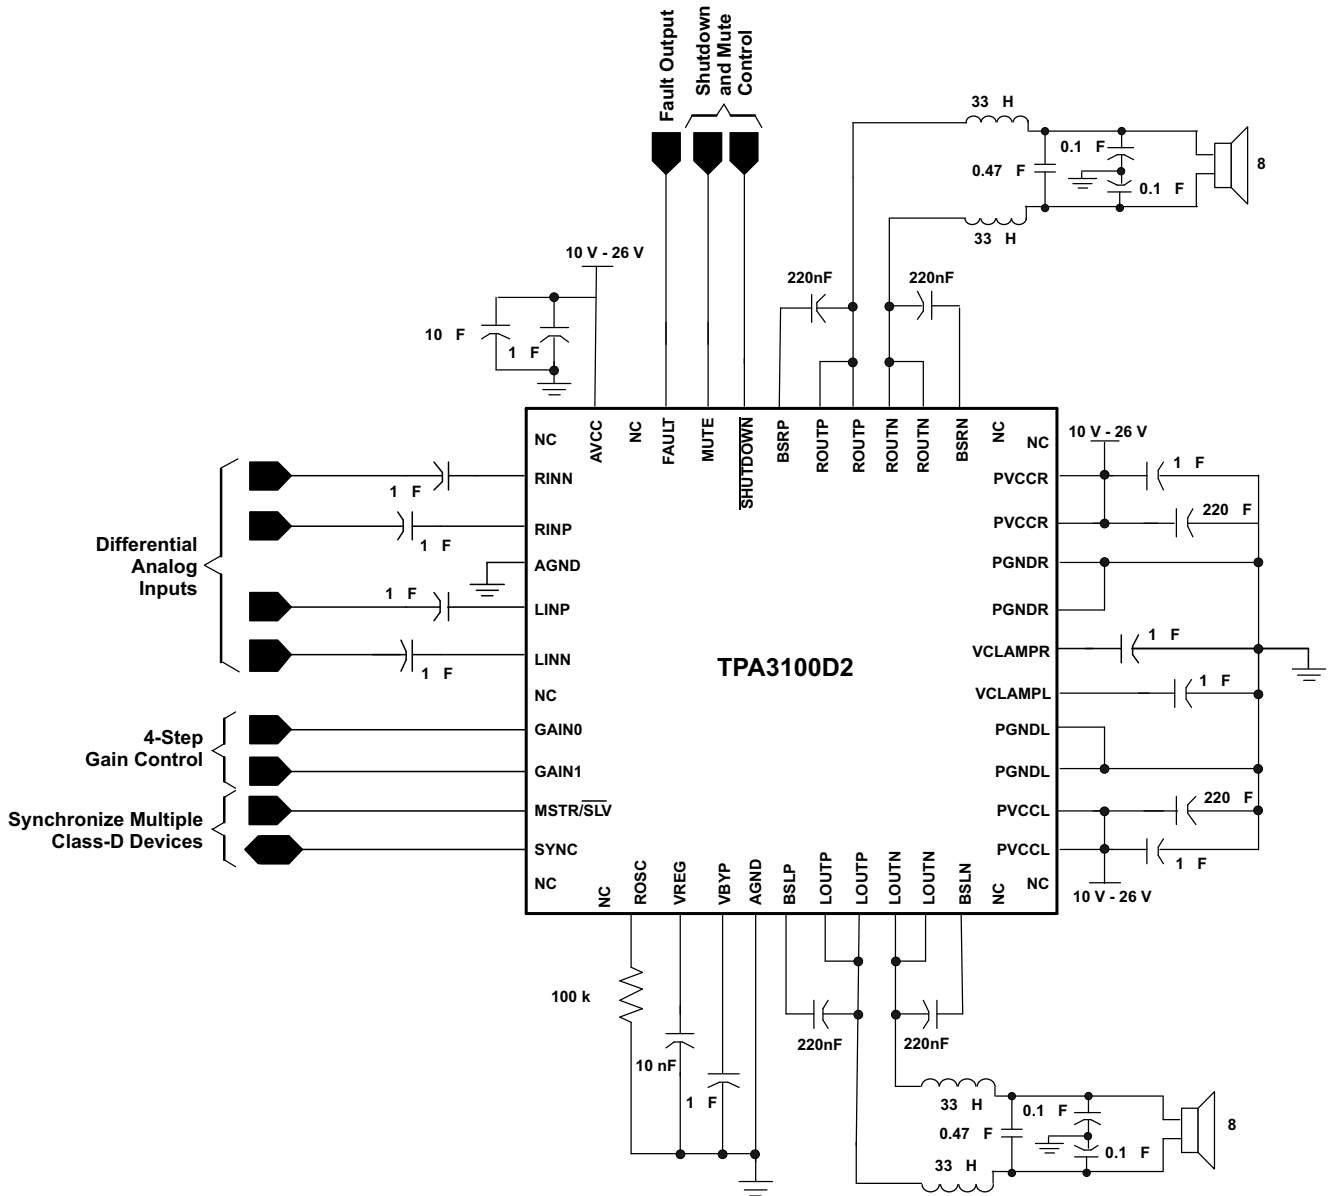 Fault Output
Shutdown
and Mute
Control
33 H
0.1 F
0.47 F
0.1 F
8
33 H
10 V - 26 V
220nF
220nF
10 F
1 F
NC
AVCC
NC
FAULT
MUTE
SHUTDOWN
BSRP
ROUTP
ROUTP
ROUTN
ROUTN
BSRN
NC
NC
10 V - 26 V
1 F
RINN
PVCCR
1 F
220 F
RINP
PVCCR
1 F
Differential
Analog
Inputs
AGND
PGNDR
1 F
LINP
PGNDR
1 F
LINN
VCLAMPR
1 F
TPA3100D2
1 F
NC
VCLAMPL
4-Step
Gain Control
GAIN0
PGNDL
GAIN1
PGNDL
220 F
Synchronize Multiple
Class-D Devices
MSTR/SLV
PVCCL
SYNC
PVCCL
1 F
NC
NC
ROSC
VREG
VBYP
AGND
BSLP
LOUTP
LOUTP
LOUTN
LOUTN
BSLN
NC
NC
10 V - 26 V
100 k
220nF
220nF
10 nF
1 F
33 H
0.1 F
0.47 F
0.1 F
8
33 H